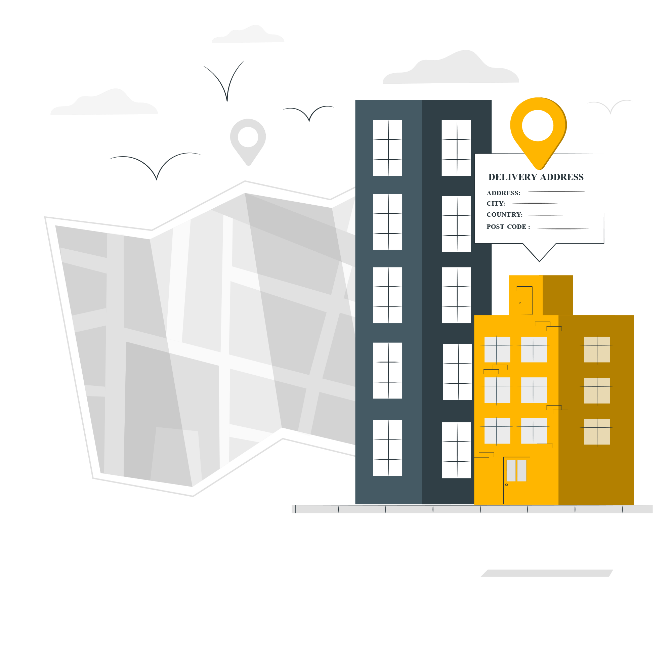 DELIVERY ADDRESS
ADDRESS:
CITY:
COUNTRY:
POST CODE :